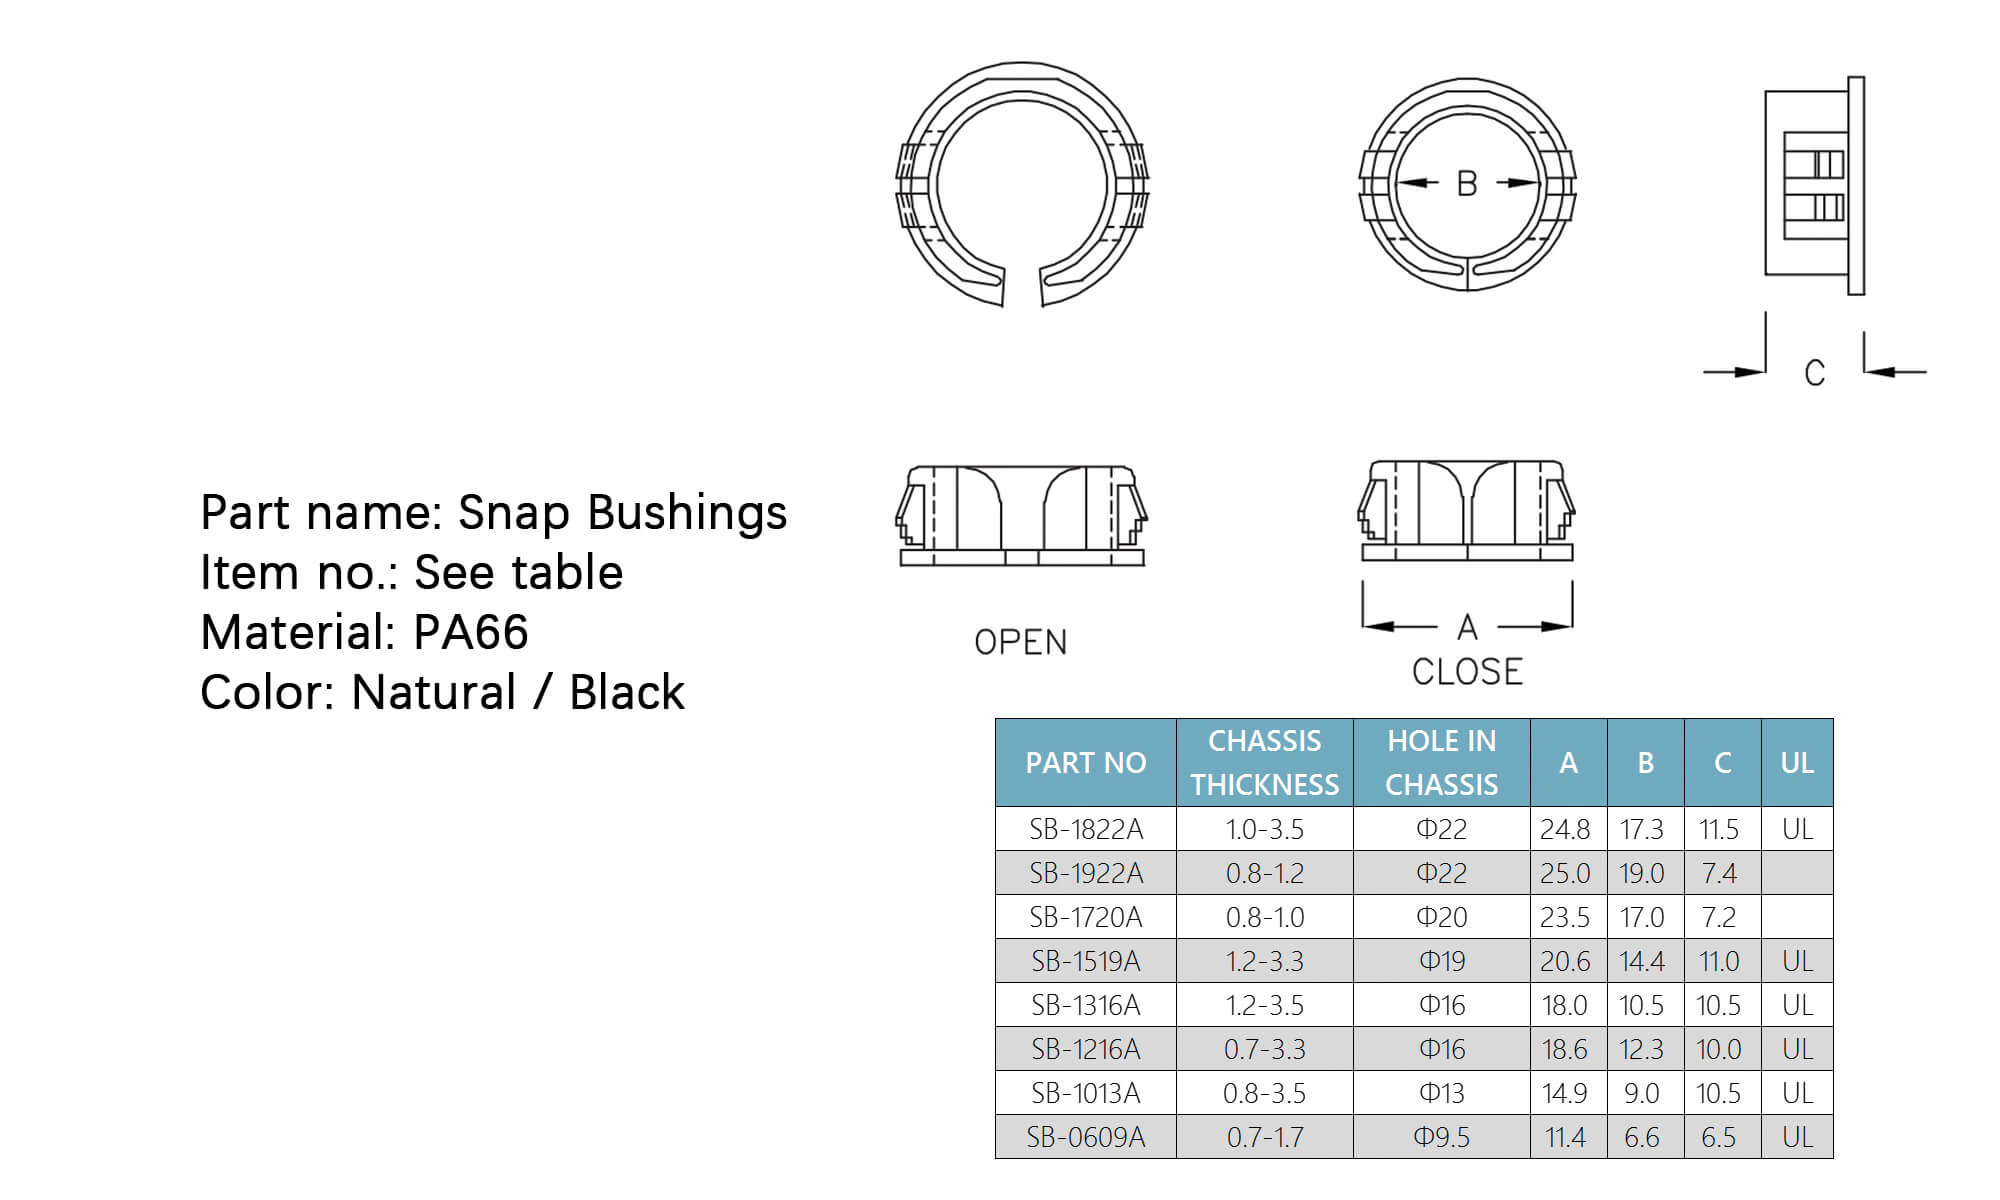 B
C
Part name: Snap Bushings
Item no.: See table
Material: PA66
Color: Natural / Black
OPEN
A
CLOSE
PART NO CHASSIS THICKNESS HOLE IN CHASSIS A B C UL
SB-1822A 1.0-3.5 Φ22 24.8 17.3 11.5 UL
SB-1922A 0.8-1.2 Φ22 25.0 19.0 7.4
SB-1720A 0.8-1.0 Φ20 23.5 17.0 7.2
SB-1519A 1.2-3.3 Φ19 20.6 14.4 11.0 UL
SB-1316A 1.2-3.5 Φ16 18.0 10.5 10.5 UL
SB-1216A 0.7-3.3 Φ16 18.6 12.3 10.0 UL
SB-1013A 0.8-3.5 Φ13 14.9 9.0 10.5 UL
SB-0609A 0.7-1.7 Φ9.5 11.4 6.6 6.5 UL